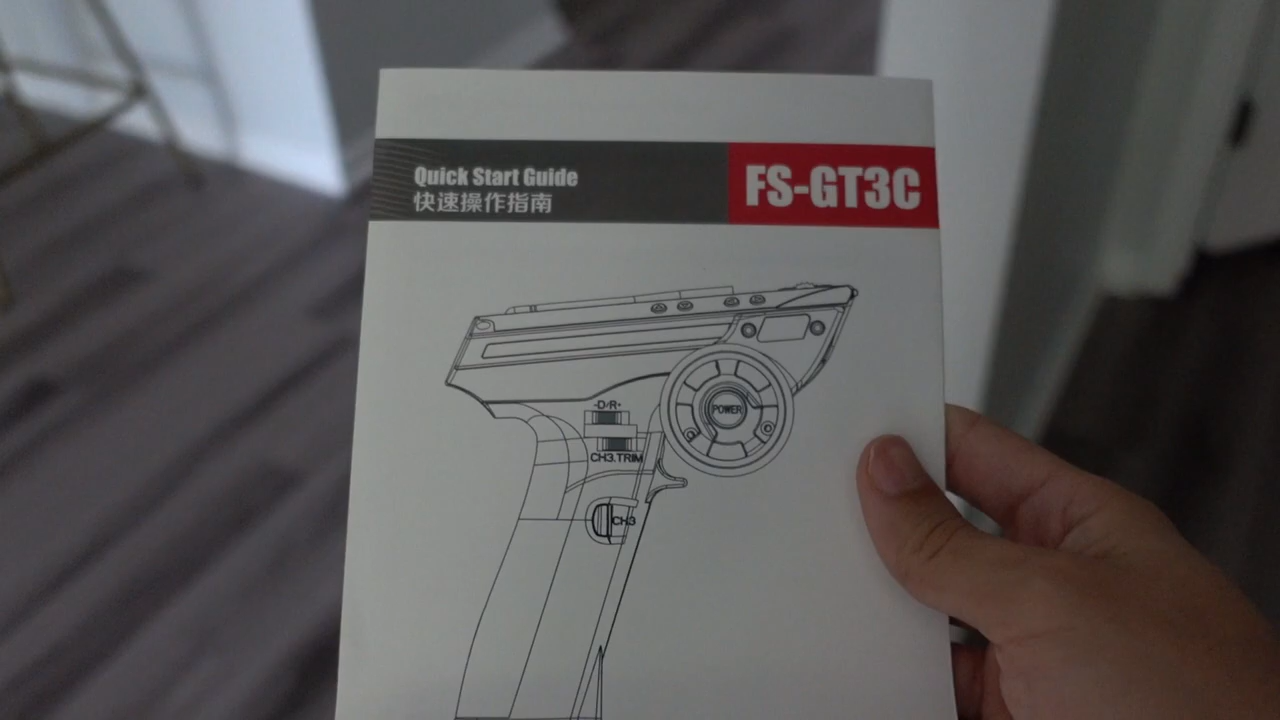 Quick Start Guide
快速操作指南
FS-GT3C
-D/R+
POWER
CH3.TRIM
CH3